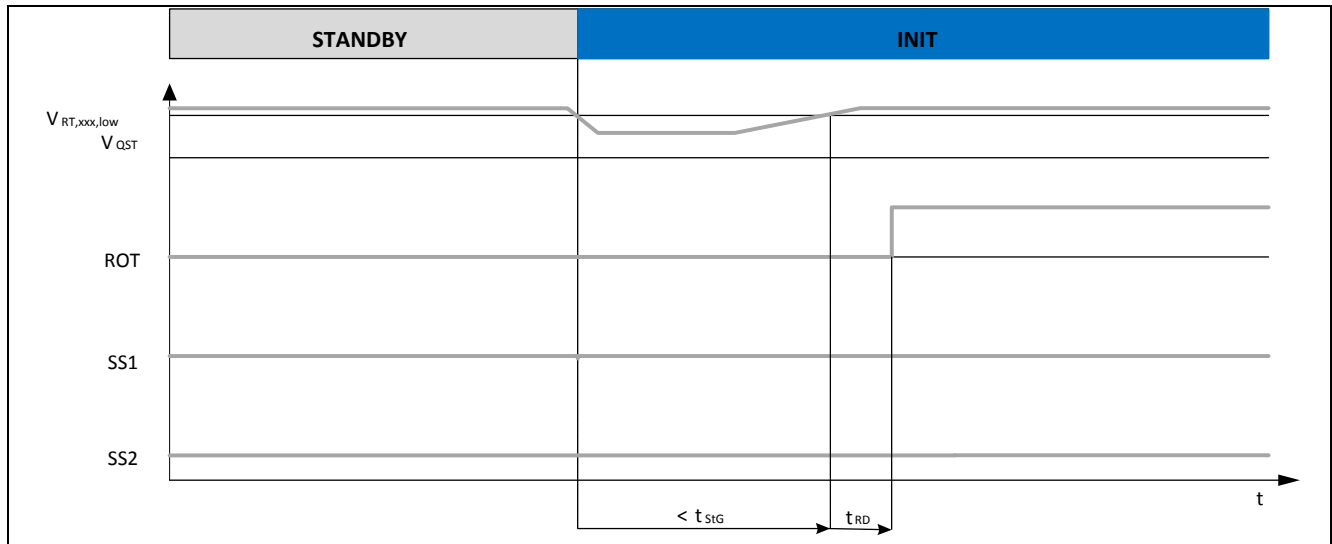 STANDBY INIT
V RT,xxx,low
V QST
ROT
SS1
SS2
t
< t StG t RD